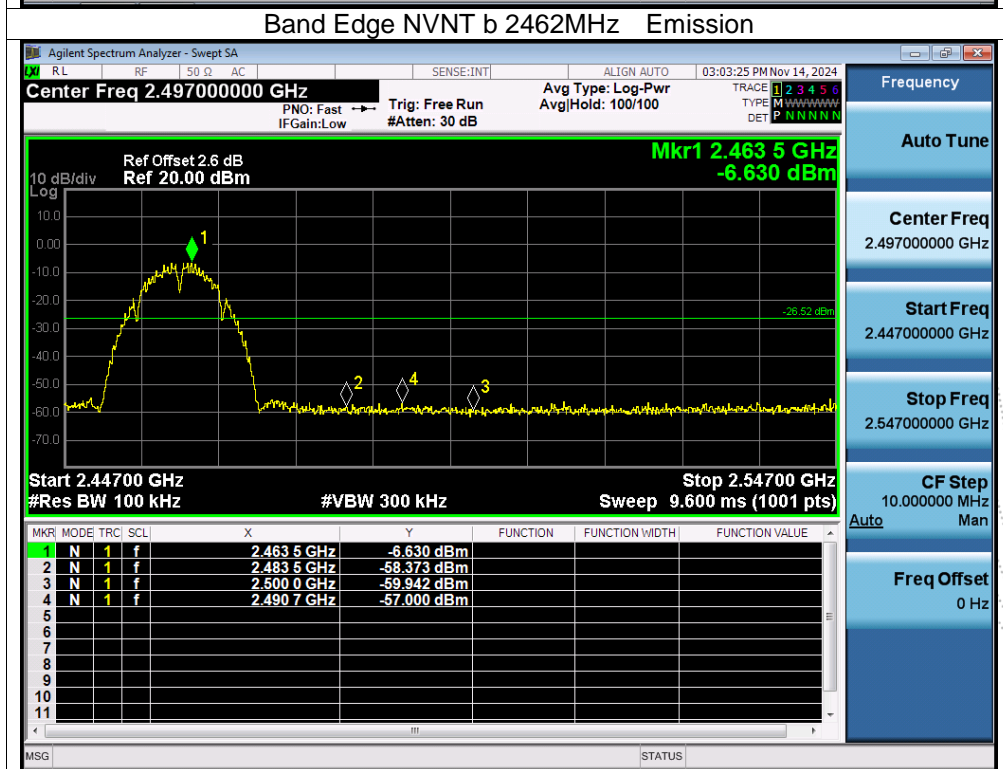 Band Edge NVNT b 2462MHz Emission
Agilent Spectrum Analyzer - Swept SA
LXI RL RF 50 Ω AC SENSE:INT ALIGN AUTO 03:03:25 PM Nov 14, 2024
Center Freq 2.497000000 GHz
PNO: Fast
IFGain:Low
Trig: Free Run
#Atten: 30 dB
Avg Type: Log-Pwr
Avg|Hold: 100/100
TRACE 1 2 3 4 5 6
TYPE M WWWWW
DET P N N N N N
Frequency
Auto Tune
Center Freq
2.497000000 GHz
Start Freq
2.447000000 GHz
Stop Freq
2.547000000 GHz
CF Step
10.000000 MHz
Auto Man
Freq Offset
0 Hz
Mkr1 2.463 5 GHz
-6.630 dBm
Ref Offset 2.6 dB
10 dB/div Ref 20.00 dBm
Log
10.0
0.00
-10.0
-20.0
-30.0
-40.0
-50.0
-60.0
-70.0
1
2
4
3
-26.52 dBm
Start 2.44700 GHz Stop 2.54700 GHz
#Res BW 100 kHz #VBW 300 kHz Sweep 9.600 ms (1001 pts)
MKR MODE TRC SCL X Y FUNCTION FUNCTION WIDTH FUNCTION VALUE
1 N 1 f 2.463 5 GHz -6.630 dBm
2 N 1 f 2.483 5 GHz -58.373 dBm
3 N 1 f 2.500 0 GHz -59.942 dBm
4 N 1 f 2.490 7 GHz -57.000 dBm
5
6
7
8
9
10
11
MSG STATUS